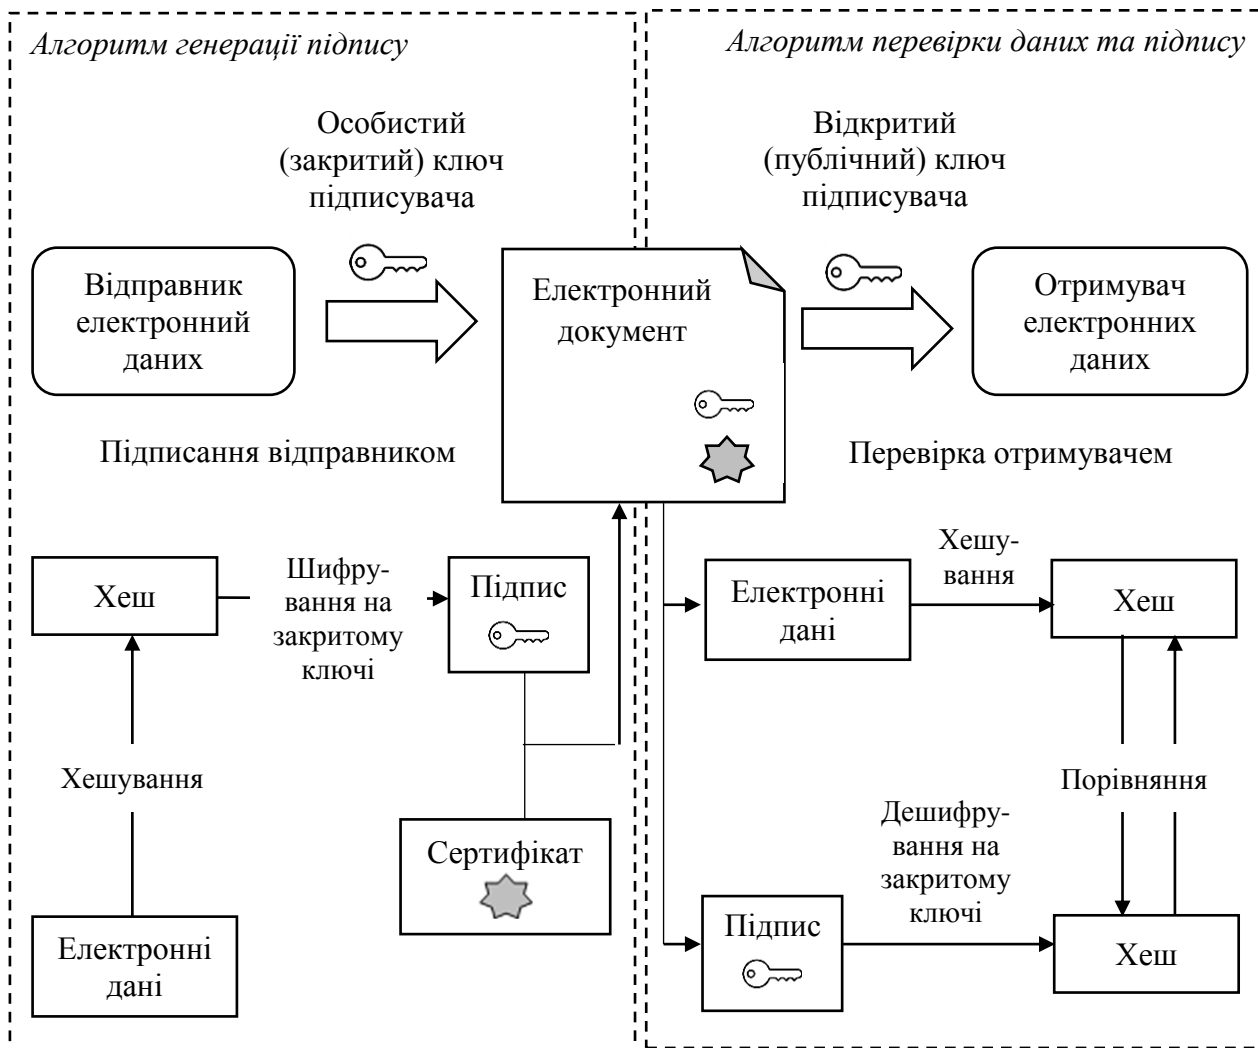 Алгоритм генерації підпису
Алгоритм перевірки даних та підпису
Особистий
(закритий) ключ
підписувача
Відкритий
(публічний) ключ
підписувача
Відправник
електронний
даних
Електронний
документ
Отримувач
електронних
даних
Підписання відправником
Перевірка отримувачем
Хеш
Шифру-
вання на
закритому
ключі
Підпис
Хешування
Сертифікат
Електронні
дані
Електронні
дані
Хешу-
вання
Хеш
Порівняння
Дешифру-
вання на
закритому
ключі
Підпис
Хеш